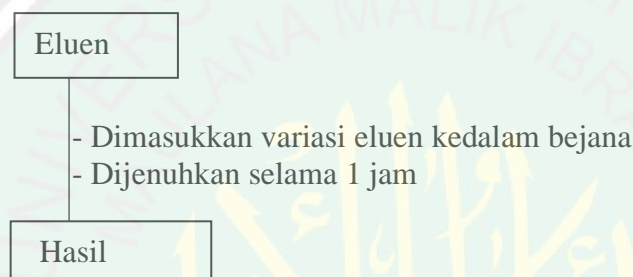 Eluen
- Dimasukkan variasi eluen kedalam bejana
- Dijenuhkan selama 1 jam
Hasil